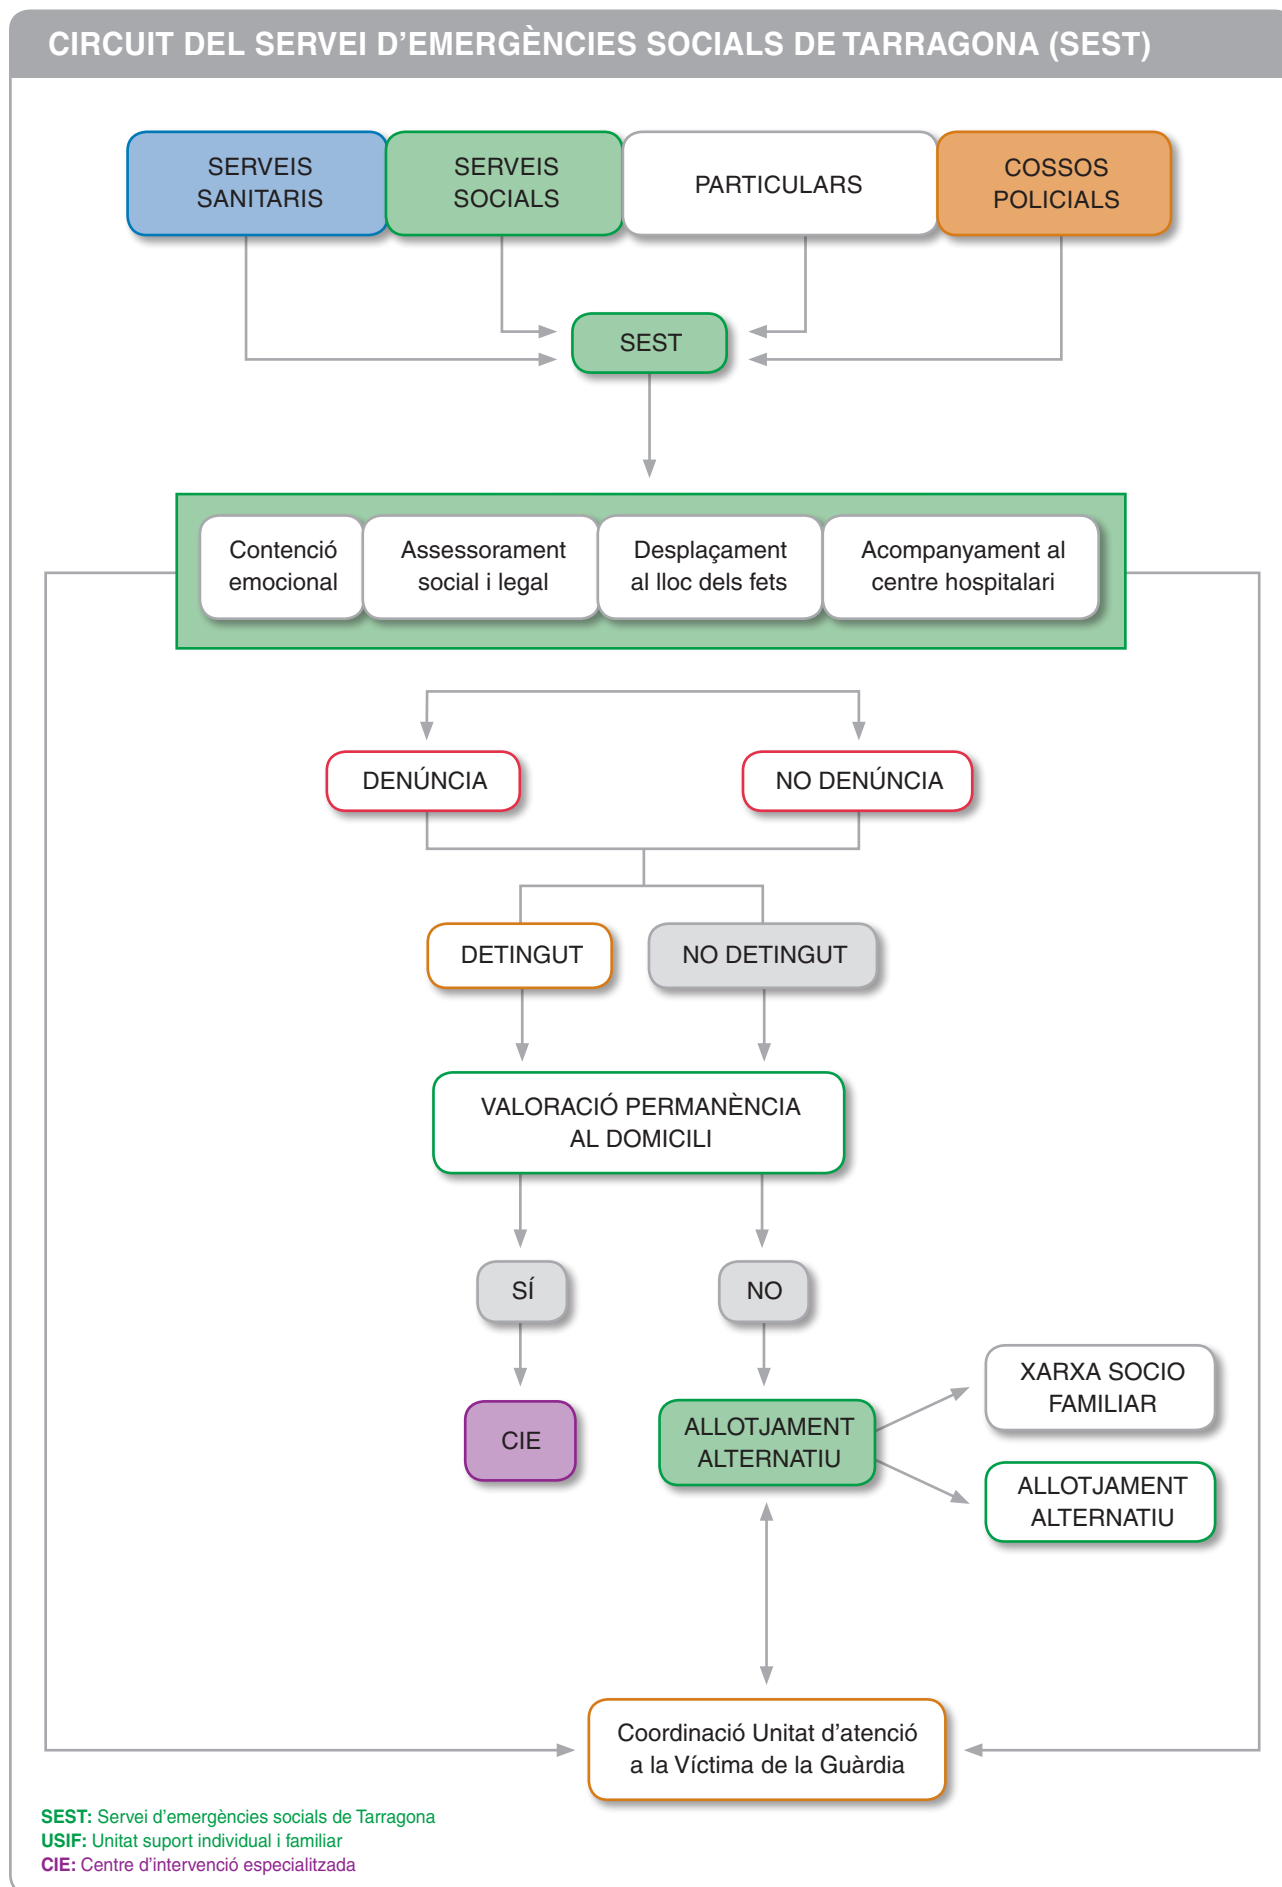 CIRCUIT DEL SERVEI D’EMERGÈNCIES SOCIALS DE TARRAGONA (SEST)
SERVEIS
SANITARIS
SERVEIS
SOCIALS
PARTICULARS
COSSOS
POLICIALS
SEST
Contenció
emocional
Assessorament
social i legal
Desplaçament
al lloc dels fets
Acompanyament al
centre hospitalari
DENÚNCIA
NO DENÚNCIA
DETINGUT
NO DETINGUT
VALORACIÓ PERMANÈNCIA
AL DOMICILI
SÍ
NO
CIE
ALLOTJAMENT
ALTERNATIU
XARXA SOCIO
FAMILIAR
ALLOTJAMENT
ALTERNATIU
Coordinació Unitat d’atenció
a la Víctima de la Guàrdia
SEST: Servei d’emergències socials de Tarragona
USIF: Unitat suport individual i familiar
CIE: Centre d’intervenció especialitzada